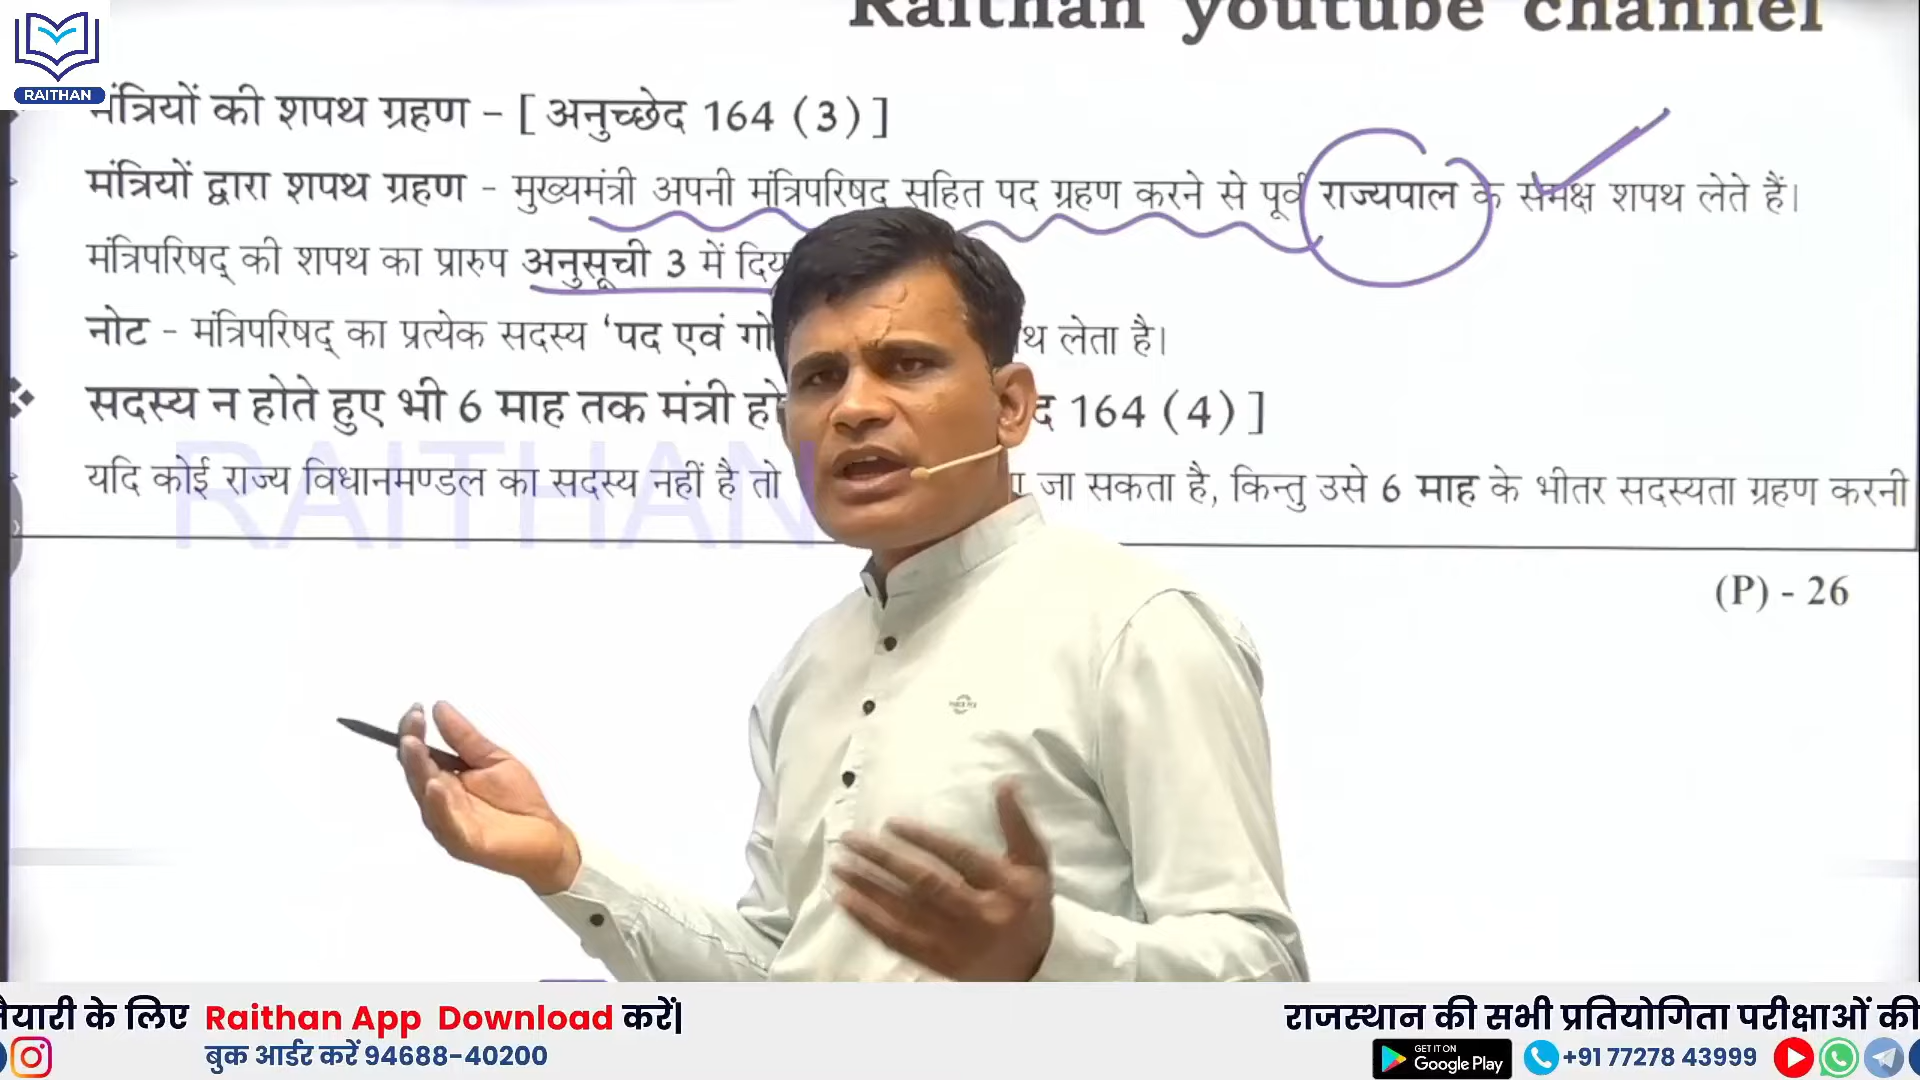 Raithan youtube channel
RAITHAN
मंत्रियों की शपथ ग्रहण - [ अनुच्छेद 164 (3) ]
मंत्रियों द्वारा शपथ ग्रहण - मुख्यमंत्री अपनी मंत्रिपरिषद् सहित पद ग्रहण करने से पूर्व राज्यपाल के समक्ष शपथ लेते हैं।
मंत्रिपरिषद् की शपथ का प्रारुप अनुसूची 3 में
नोट - मंत्रिपरिषद् का प्रत्येक सदस्य ‘पद एवं लेता है।
सदस्य न होते हुए भी 6 माह तक मंत्री 164 (4) ]
यदि कोई राज्य विधानमण्डल का सदस्य नहीं है तो जा सकता है, किन्तु उसे 6 माह के भीतर सदस्यता ग्रहण करनी
RAITHAN
(P) - 26
तैयारी के लिए Raithan App Download करें|
राजस्थान की सभी प्रतियोगिता परीक्षाओं की
बुक आर्डर करें 94688-40200
GET IT ON
Google Play
+91 77278 43999